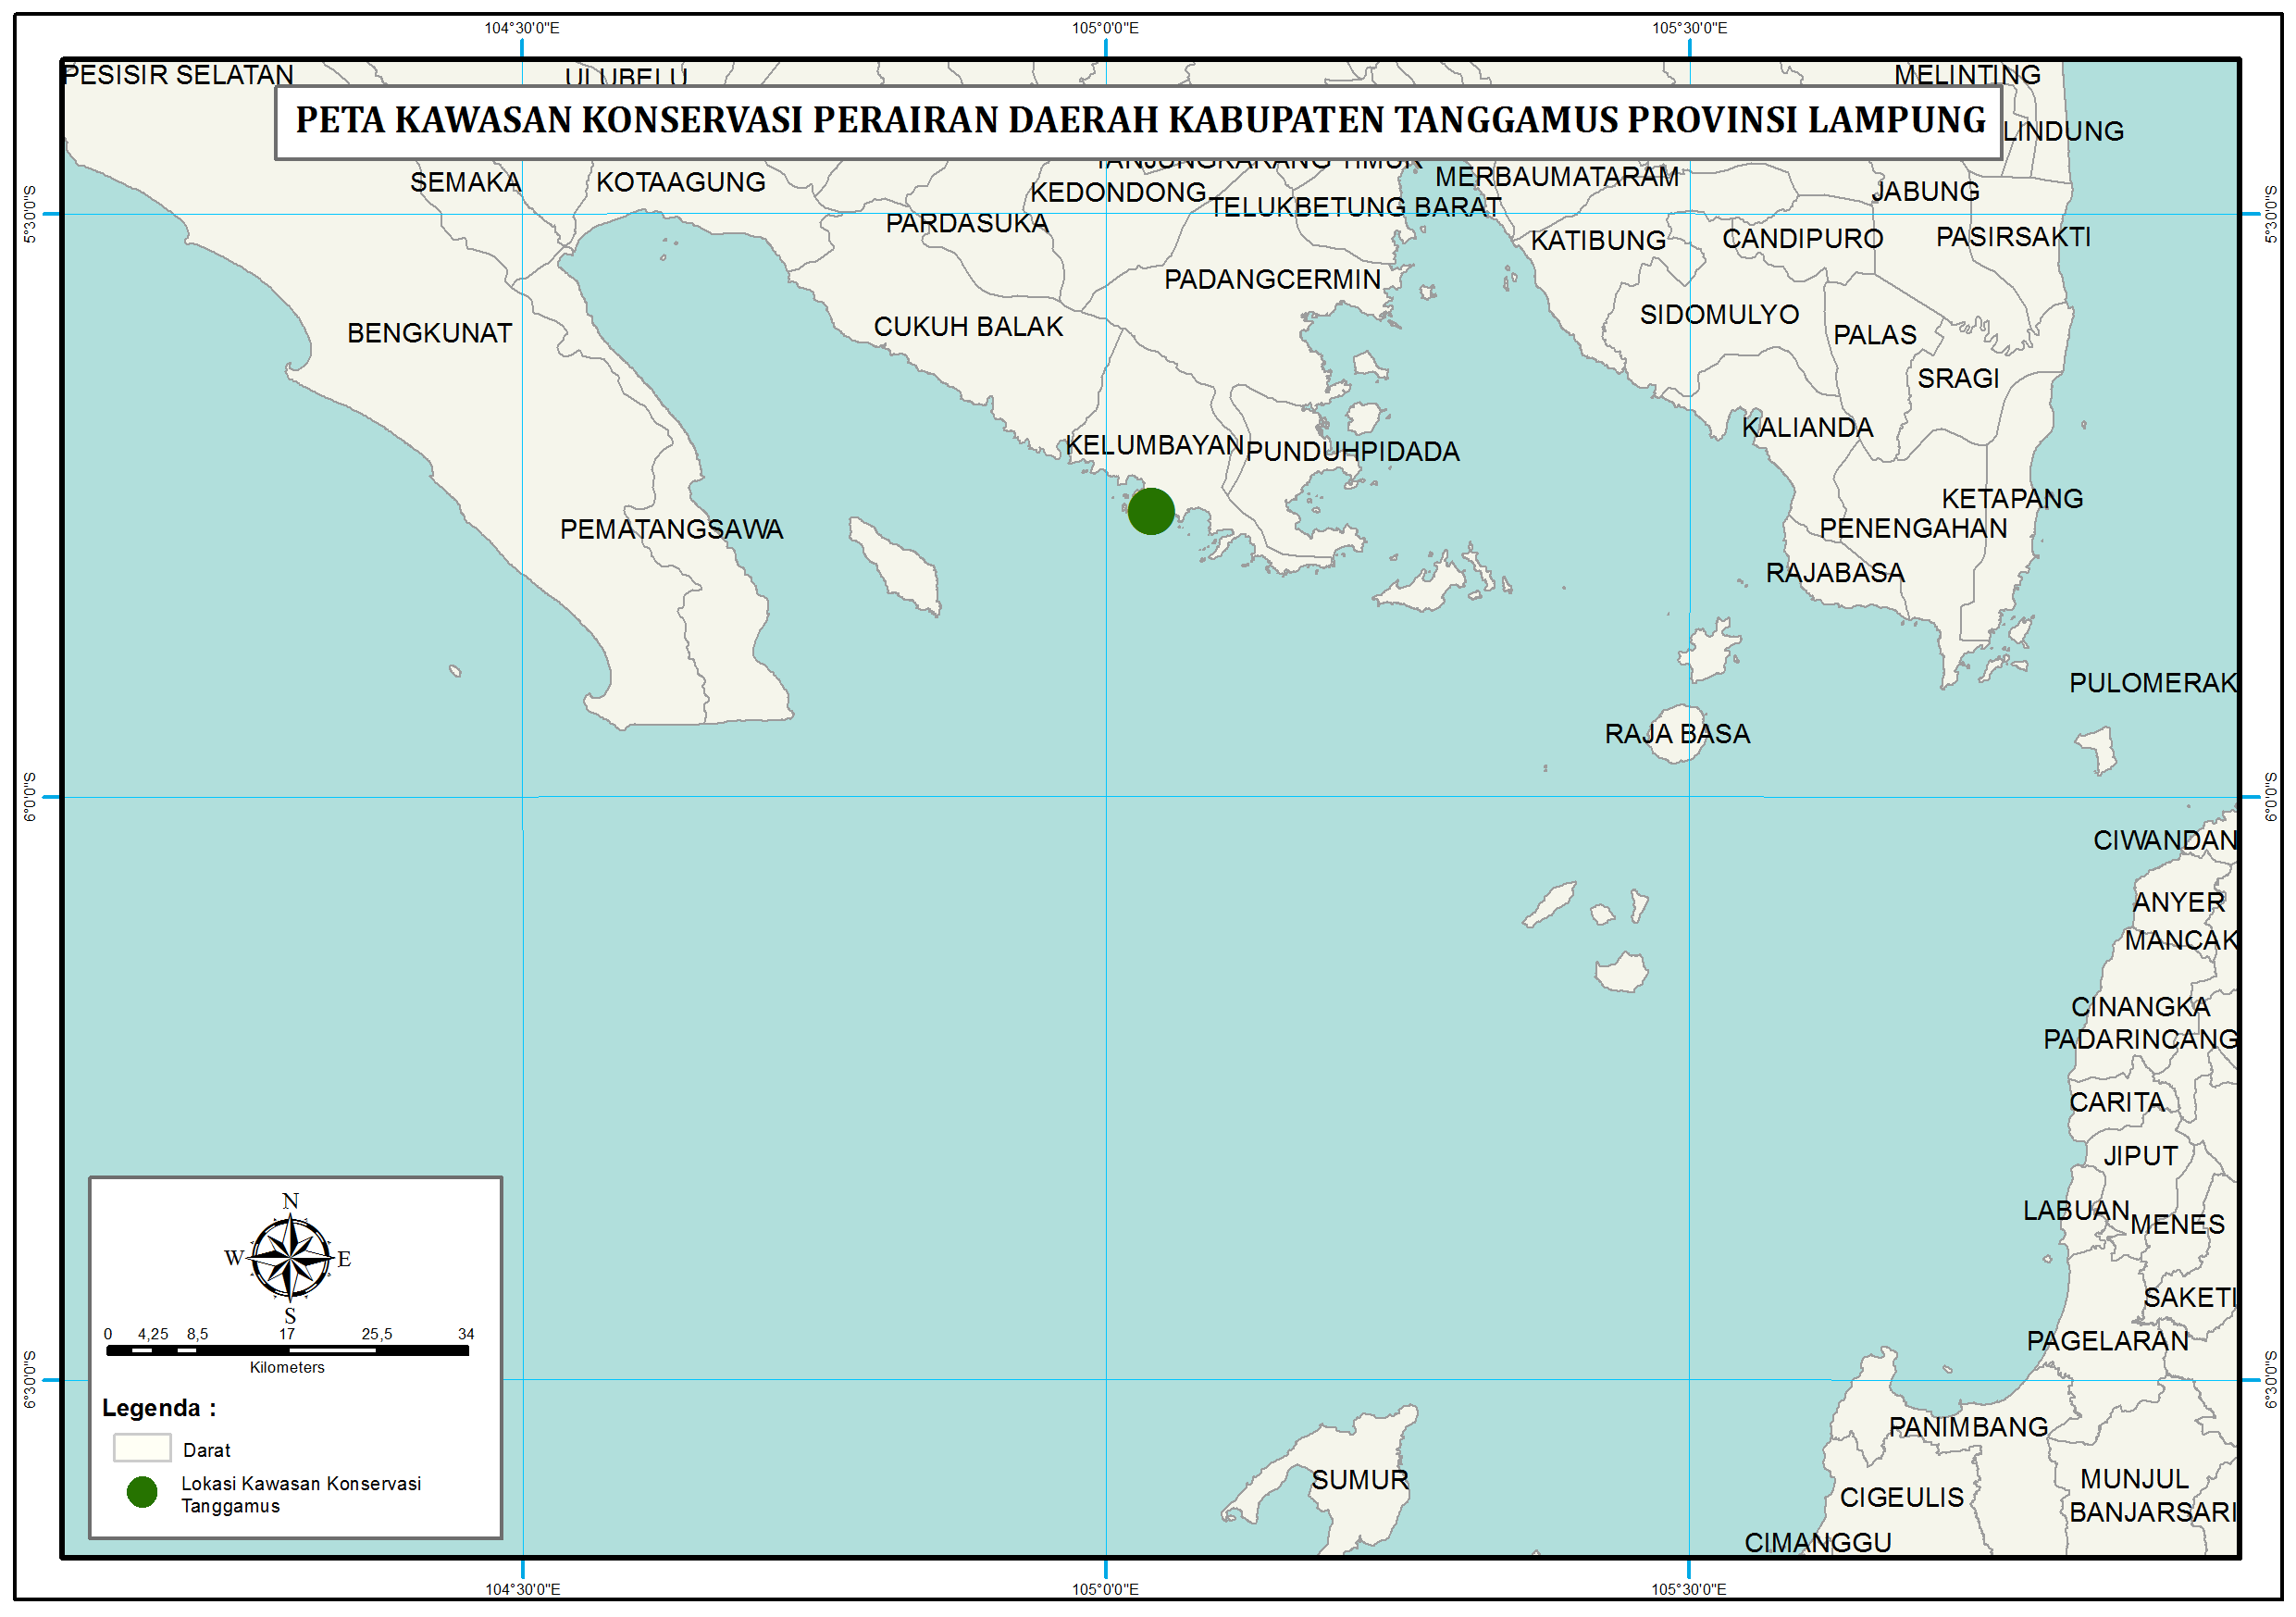 104°30'0"E 105°0'0"E 105°30'0"E
PESISIR SELATAN
ULUBELU
MELINTING
PETA KAWASAN KONSERVASI PERAIRAN DAERAH KABUPATEN TANGGAMUS PROVINSI LAMPUNG
LINDUNG
TANJUNGKARANG TIMUR
SEMAKA
KOTAAGUNG
KEDONDONG
MERBAUMATARAM
JABUNG
5°30'0"S
5°30'0"S
PARDASUKA
TELUKBETUNG BARAT
KATIBUNG
CANDIPURO
PASIRSAKTI
PADANGCERMIN
BENGKUNAT
CUKUH BALAK
SIDOMULYO
PALAS
SRAGI
KELUMBAYAN
PUNDUHPIDADA
KALIANDA
PEMATANGSAWA
KETAPANG
PENENGAHAN
RAJABASA
PULOMERAK
RAJA BASA
6°0'0"S
6°0'0"S
CIWANDAN
ANYER
MANCAK
CINANGKA
PADARINCANG
CARITA
JIPUT
LABUAN
MENES
SAKETI
PAGELARAN
6°30'0"S
6°30'0"S
PANIMBANG
SUMUR
CIGEULIS
MUNJUL
BANJARSARI
CIMANGGU
N
W E
S
0 4,25 8,5 17 25,5 34
Kilometers
Legenda :
Darat
Lokasi Kawasan Konservasi
Tanggamus
104°30'0"E 105°0'0"E 105°30'0"E